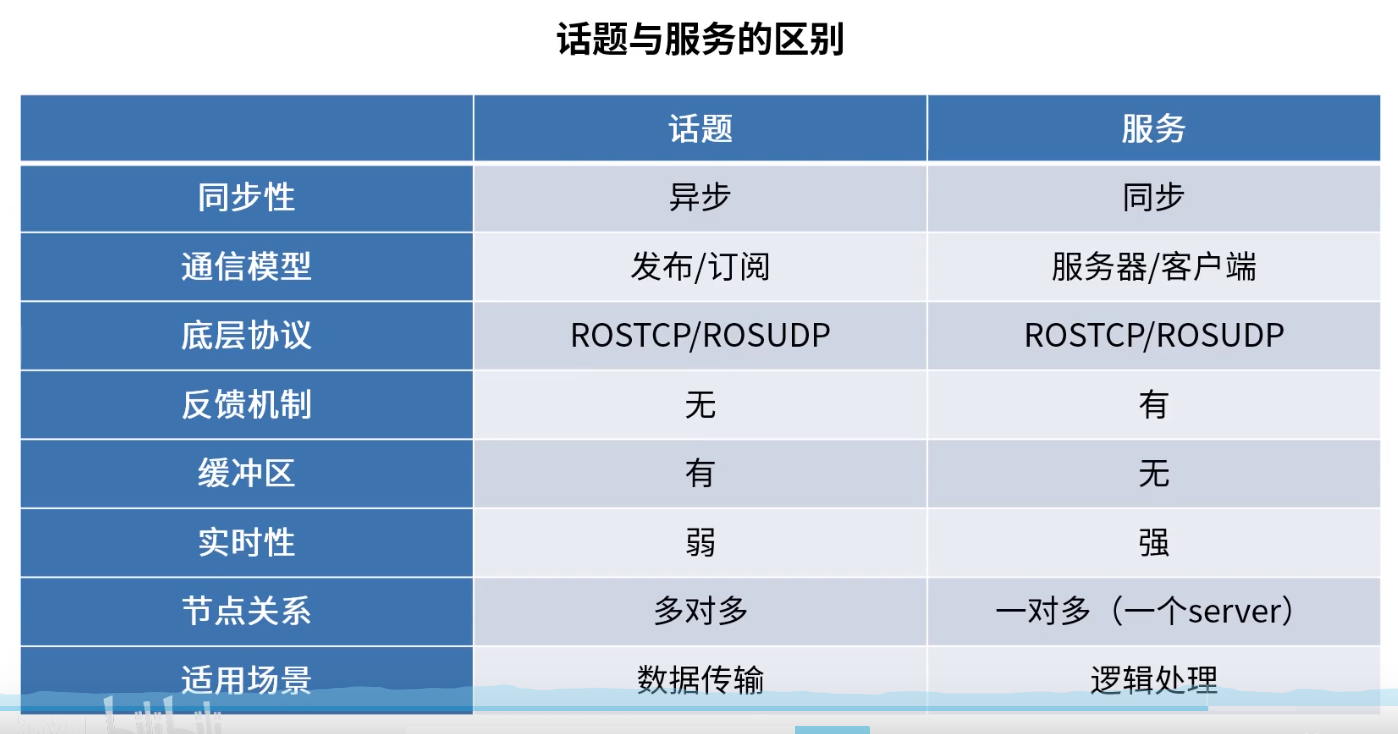 话题与服务的区别
话题 服务
同步性 异步 同步
通信模型 发布/订阅 服务器/客户端
底层协议 ROSTCP/ROSUDP ROSTCP/ROSUDP
反馈机制 无 有
缓冲区 有 无
实时性 弱 强
节点关系 多对多 一对多（一个server）
适用场景 数据传输 逻辑处理
bilibili